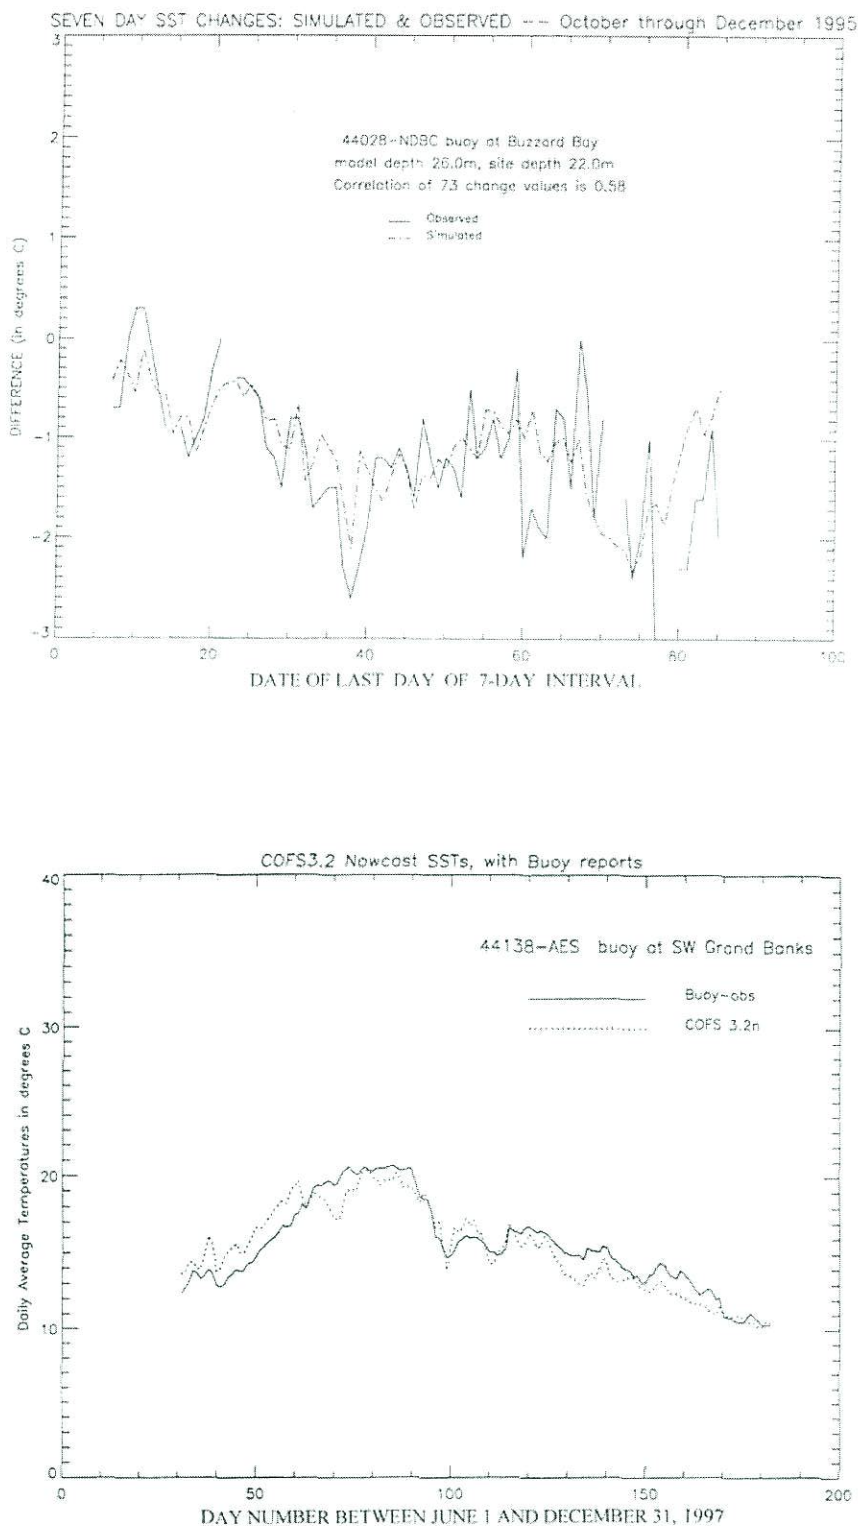 SEVEN DAY SST CHANGES: SIMULATED & OBSERVED -- October through December 1995
3
2
1
0
-1
-2
-3
DIFFERENCE (in degrees C)
44028-NDBC buoy at Buzzard Bay
model depth 26.0m, site depth 22.0m
Correlation of 73 change values is 0.58
Observed
Simulated
0 20 40 60 80 100
DATE OF LAST DAY OF 7-DAY INTERVAL
COFS3.2 Nowcast SSTs, with Buoy reports
40
30
20
10
0
Daily Average Temperatures in degrees C
44138-AES buoy at SW Grand Banks
Buoy-obs
COFS 3.2n
0 50 100 150 200
DAY NUMBER BETWEEN JUNE 1 AND DECEMBER 31, 1997